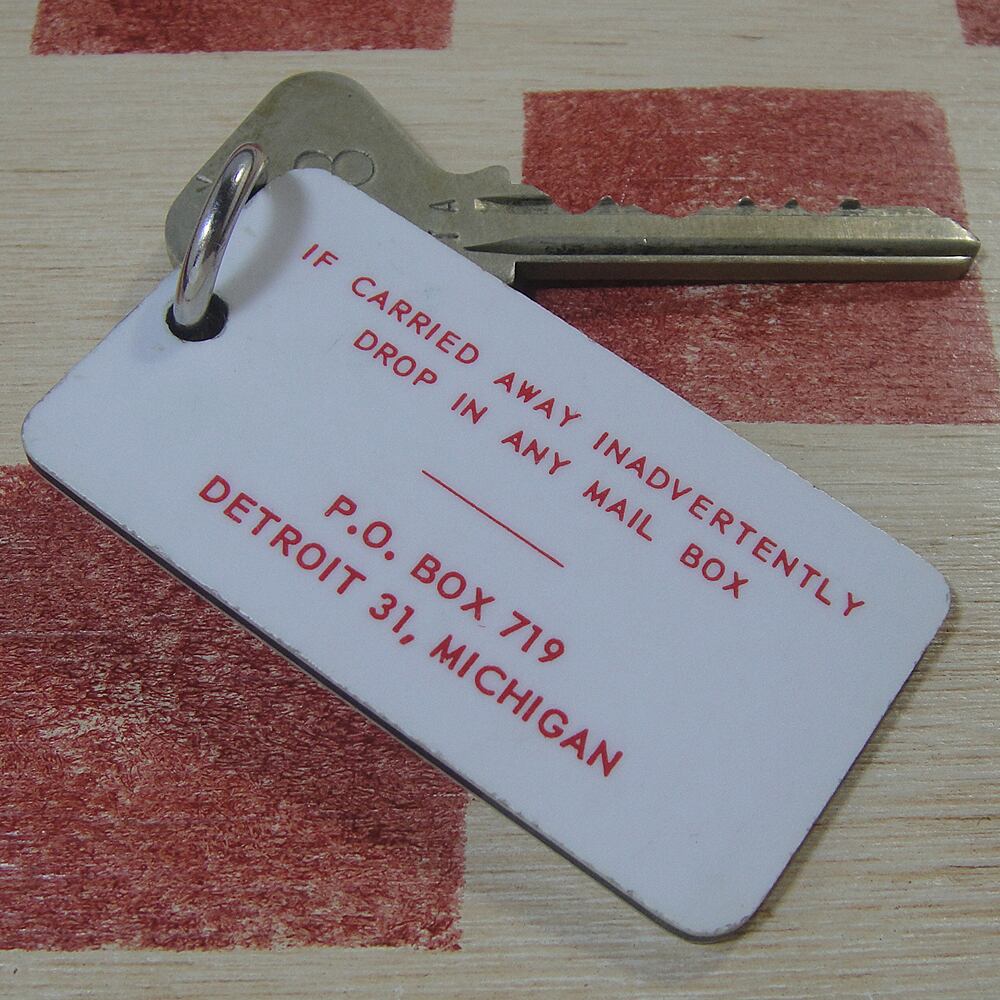 IF CARRIED AWAY INADVERTENTLY
DROP IN ANY MAIL BOX
P.O. BOX 719
DETROIT 31, MICHIGAN